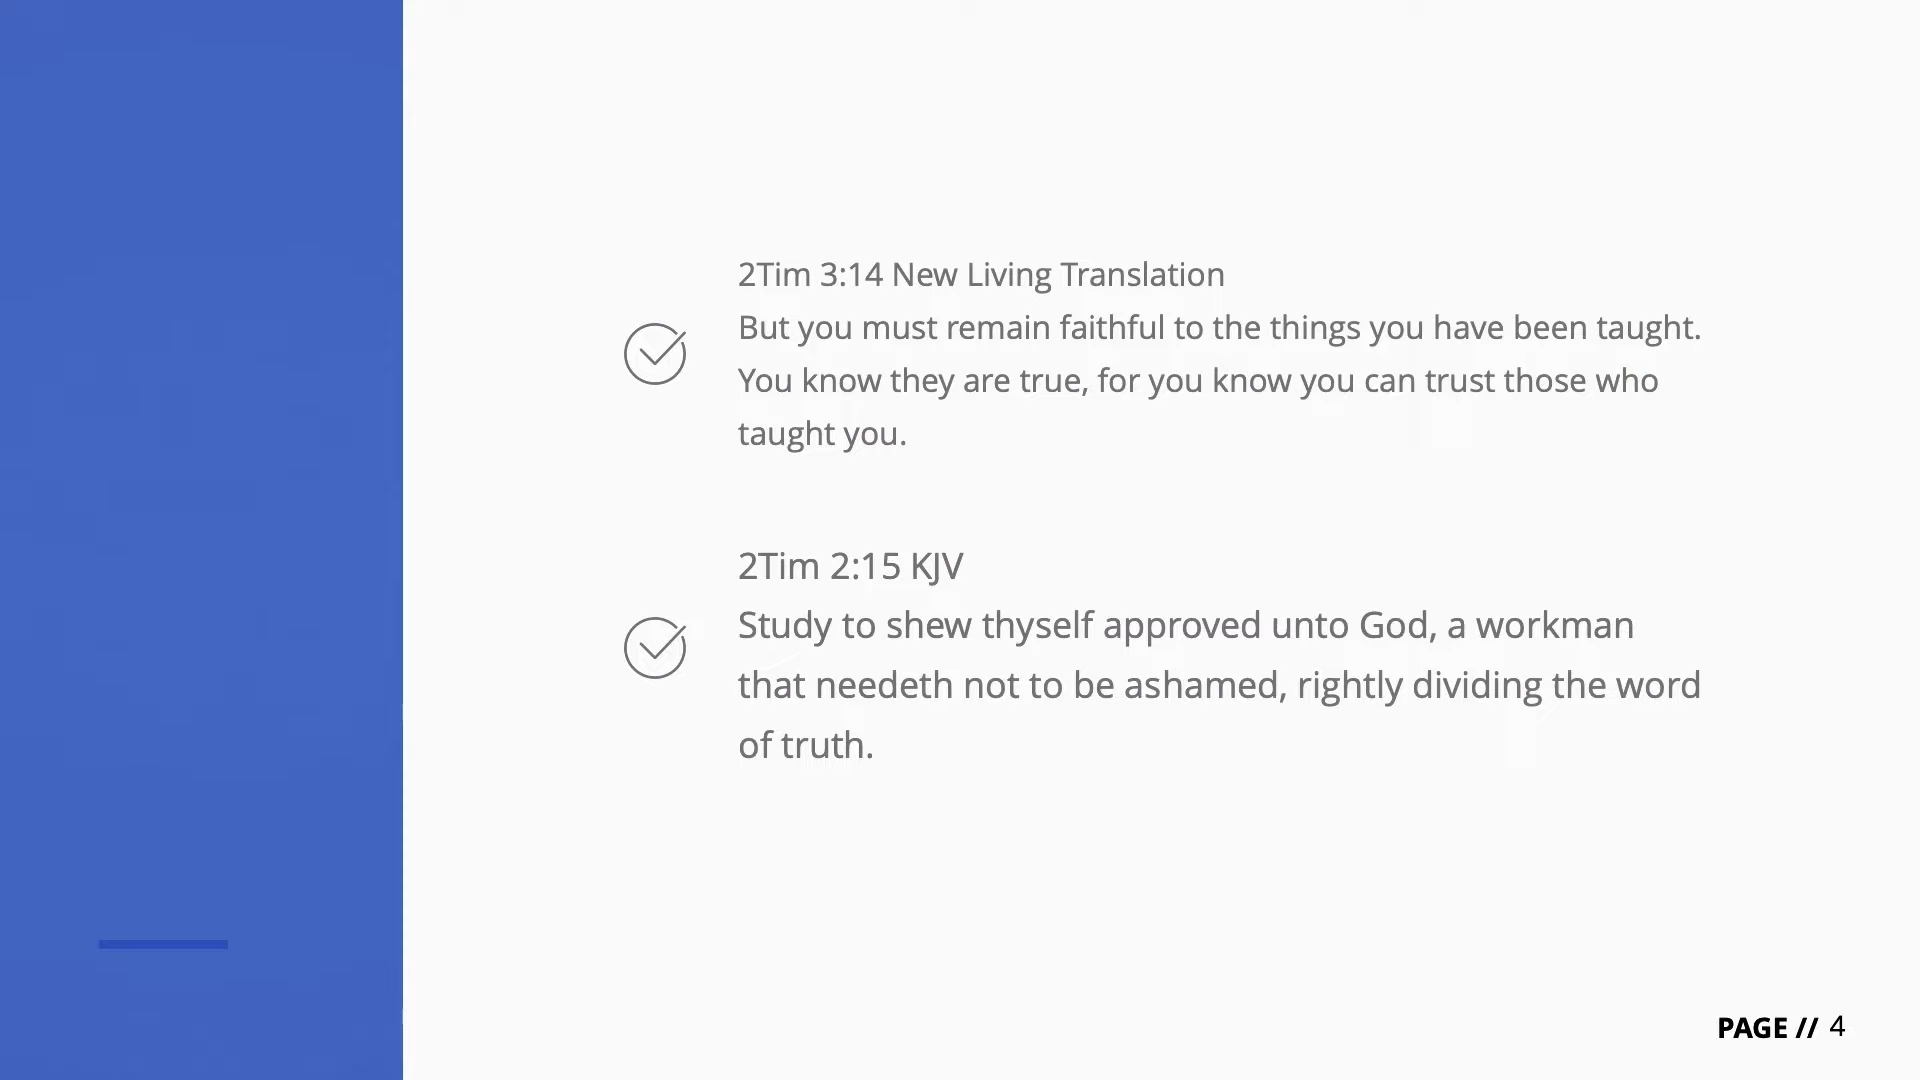 2Tim 3:14 New Living Translation
But you must remain faithful to the things you have been taught.
You know they are true, for you know you can trust those who
taught you.
2Tim 2:15 KJV
Study to shew thyself approved unto God, a workman
that needeth not to be ashamed, rightly dividing the word
of truth.
PAGE // 4